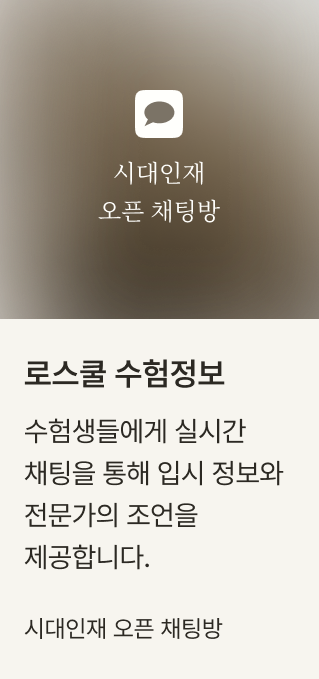 시대인재
오픈 채팅방
로스쿨 수험정보
수험생들에게 실시간
채팅을 통해 입시 정보와
전문가의 조언을
제공합니다.
시대인재 오픈 채팅방